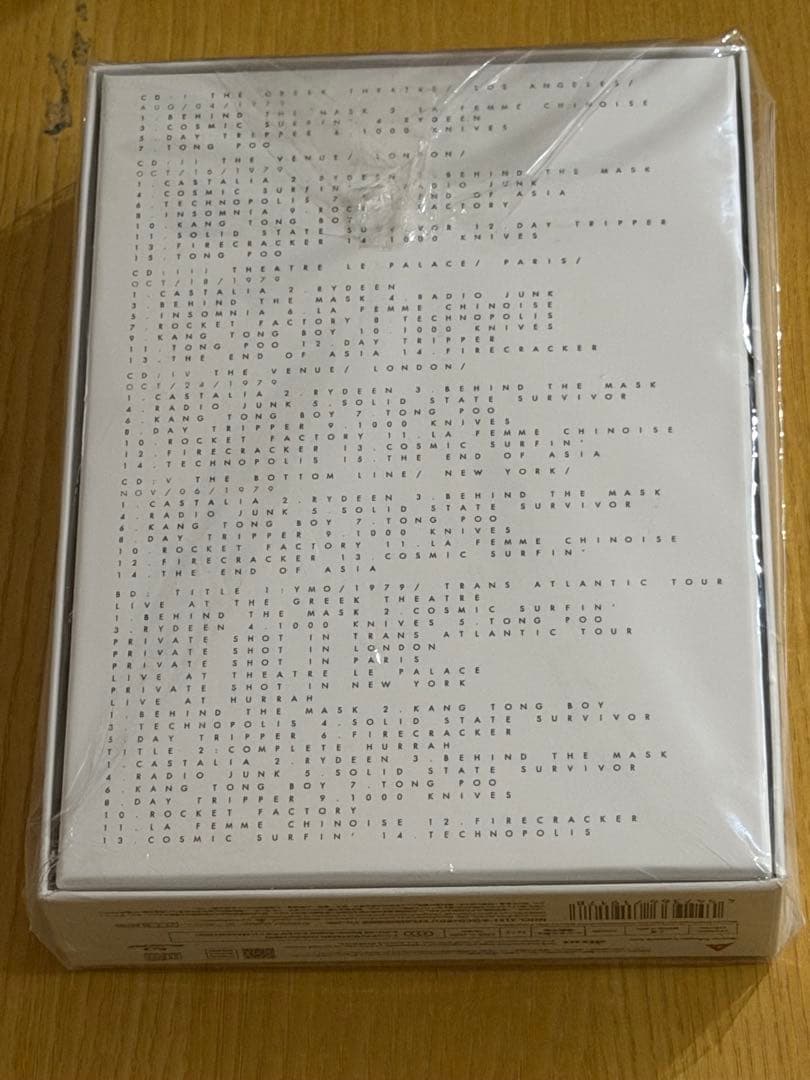 CD:I THE GREEK THEATRE/ LOS ANGELES/
AUG/04/1979
1.BEHIND THE MASK 2.LA FEMME CHINOISE
3.COSMIC SURFIN' 4.RYDEEN
5.DAY TRIPPER 6.1000 KNIVES
7.TONG POO
CD:II THE VENUE/ LONDON/
OCT/16/1979
1.CASTALIA 2.RYDEEN 3.BEHIND THE MASK
4.COSMIC SURFIN' RADIO JUNK
6.TECHNOPOLIS 7. END OF ASIA
8.INSOMNIA 9.ROCKET FACTORY
10.KANG TONG BOY
11.SOLID STATE SURVIVOR 12.DAY TRIPPER
13.FIRECRACKER 14.1000 KNIVES
15.TONG POO
CD:III THEATRE LE PALACE/ PARIS/
OCT/18/1979
1.CASTALIA 2.RYDEEN
3.BEHIND THE MASK 4.RADIO JUNK
5.INSOMNIA 6.LA FEMME CHINOISE
7.ROCKET FACTORY 8.TECHNOPOLIS
9.KANG TONG BOY 10.1000 KNIVES
11.TONG POO 12.DAY TRIPPER
13.THE END OF ASIA 14.FIRECRACKER
CD:IV THE VENUE/ LONDON/
OCT/24/1979
1.CASTALIA 2.RYDEEN 3.BEHIND THE MASK
4.RADIO JUNK 5.SOLID STATE SURVIVOR
6.KANG TONG BOY 7.TONG POO
8.DAY TRIPPER 9.1000 KNIVES
10.ROCKET FACTORY 11.LA FEMME CHINOISE
12.FIRECRACKER 13.COSMIC SURFIN'
14.TECHNOPOLIS 15.THE END OF ASIA
CD:V THE BOTTOM LINE/ NEW YORK/
NOV/06/1979
1.CASTALIA 2.RYDEEN 3.BEHIND THE MASK
4.RADIO JUNK 5.SOLID STATE SURVIVOR
6.KANG TONG BOY 7.TONG POO
8.DAY TRIPPER 9.1000 KNIVES
10.ROCKET FACTORY 11.LA FEMME CHINOISE
12.FIRECRACKER 13.COSMIC SURFIN'
14.THE END OF ASIA
BD: TITLE 1:YMO/1979/ TRANS ATLANTIC TOUR
LIVE AT THE GREEK THEATRE
1.BEHIND THE MASK 2.COSMIC SURFIN'
3.RYDEEN 4.1000 KNIVES 5.TONG POO
PRIVATE SHOT IN TRANS ATLANTIC TOUR
PRIVATE SHOT IN LONDON
PRIVATE SHOT IN PARIS
LIVE AT THEATRE LE PALACE
PRIVATE SHOT IN NEW YORK
LIVE AT HURRAH
1.BEHIND THE MASK 2.KANG TONG BOY
3.TECHNOPOLIS 4.SOLID STATE SURVIVOR
5.DAY TRIPPER 6.FIRECRACKER
TITLE 2:COMPLETE HURRAH
1.CASTALIA 2.RYDEEN 3.BEHIND THE MASK
4.RADIO JUNK 5.SOLID STATE SURVIVOR
6.KANG TONG BOY 7.TONG POO
8.DAY TRIPPER 9.1000 KNIVES
10.ROCKET FACTORY
11.LA FEMME CHINOISE 12.FIRECRACKER
13.COSMIC SURFIN' 14.TECHNOPOLIS